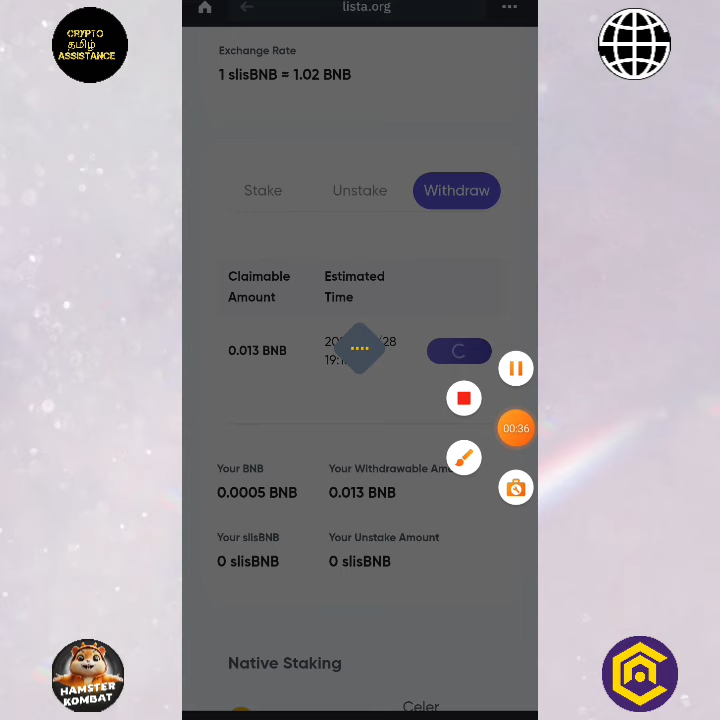 CRYPTO
தமிழ்
ASSISTANCE
lista.org
Exchange Rate
1 slisBNB = 1.02 BNB
Stake
Unstake
Withdraw
Claimable
Amount
Estimated
Time
0.013 BNB
00:36
Your BNB
Your Withdrawable
0.0005 BNB
0.013 BNB
Your slisBNB
Your Unstake Amount
0 slisBNB
0 slisBNB
Native Staking
Celer
HAMSTER
KOMBAT